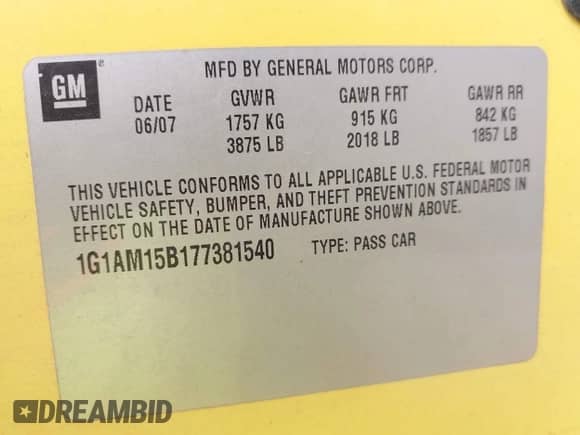 GM ®
MFD BY GENERAL MOTORS CORP.
DATE GVWR GAWR FRT GAWR RR
06/07 1757 KG 915 KG 842 KG
3875 LB 2018 LB 1857 LB
THIS VEHICLE CONFORMS TO ALL APPLICABLE U.S. FEDERAL MOTOR
VEHICLE SAFETY, BUMPER, AND THEFT PREVENTION STANDARDS IN
EFFECT ON THE DATE OF MANUFACTURE SHOWN ABOVE.
1G1AM15B177381540 TYPE: PASS CAR
DREAMBID